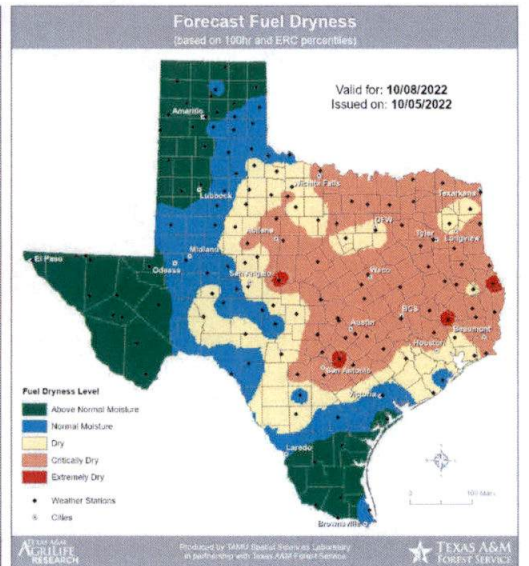 Forecast Fuel Dryness
(based on 100hr and ERC percentiles)
Valid for: 10/08/2022
Issued on: 10/05/2022
Amarillo
Lubbock
Wichita Falls
Texarkana
DFW
Tyler
Longview
Abilene
El Paso
Midland
Odessa
San Angelo
Waco
Austin
BCS
Beaumont
Houston
San Antonio
Victoria
Laredo
Brownsville
Fuel Dryness Level
Above Normal Moisture
Normal Moisture
Dry
Critically Dry
Extremely Dry
Weather Stations
Cities
0
100 Miles
TEXAS A&M
AGRILIFE
RESEARCH
Produced by TAMU Spatial Sciences Laboratory
in partnership with Texas A&M Forest Service
TEXAS A&M
FOREST SERVICE